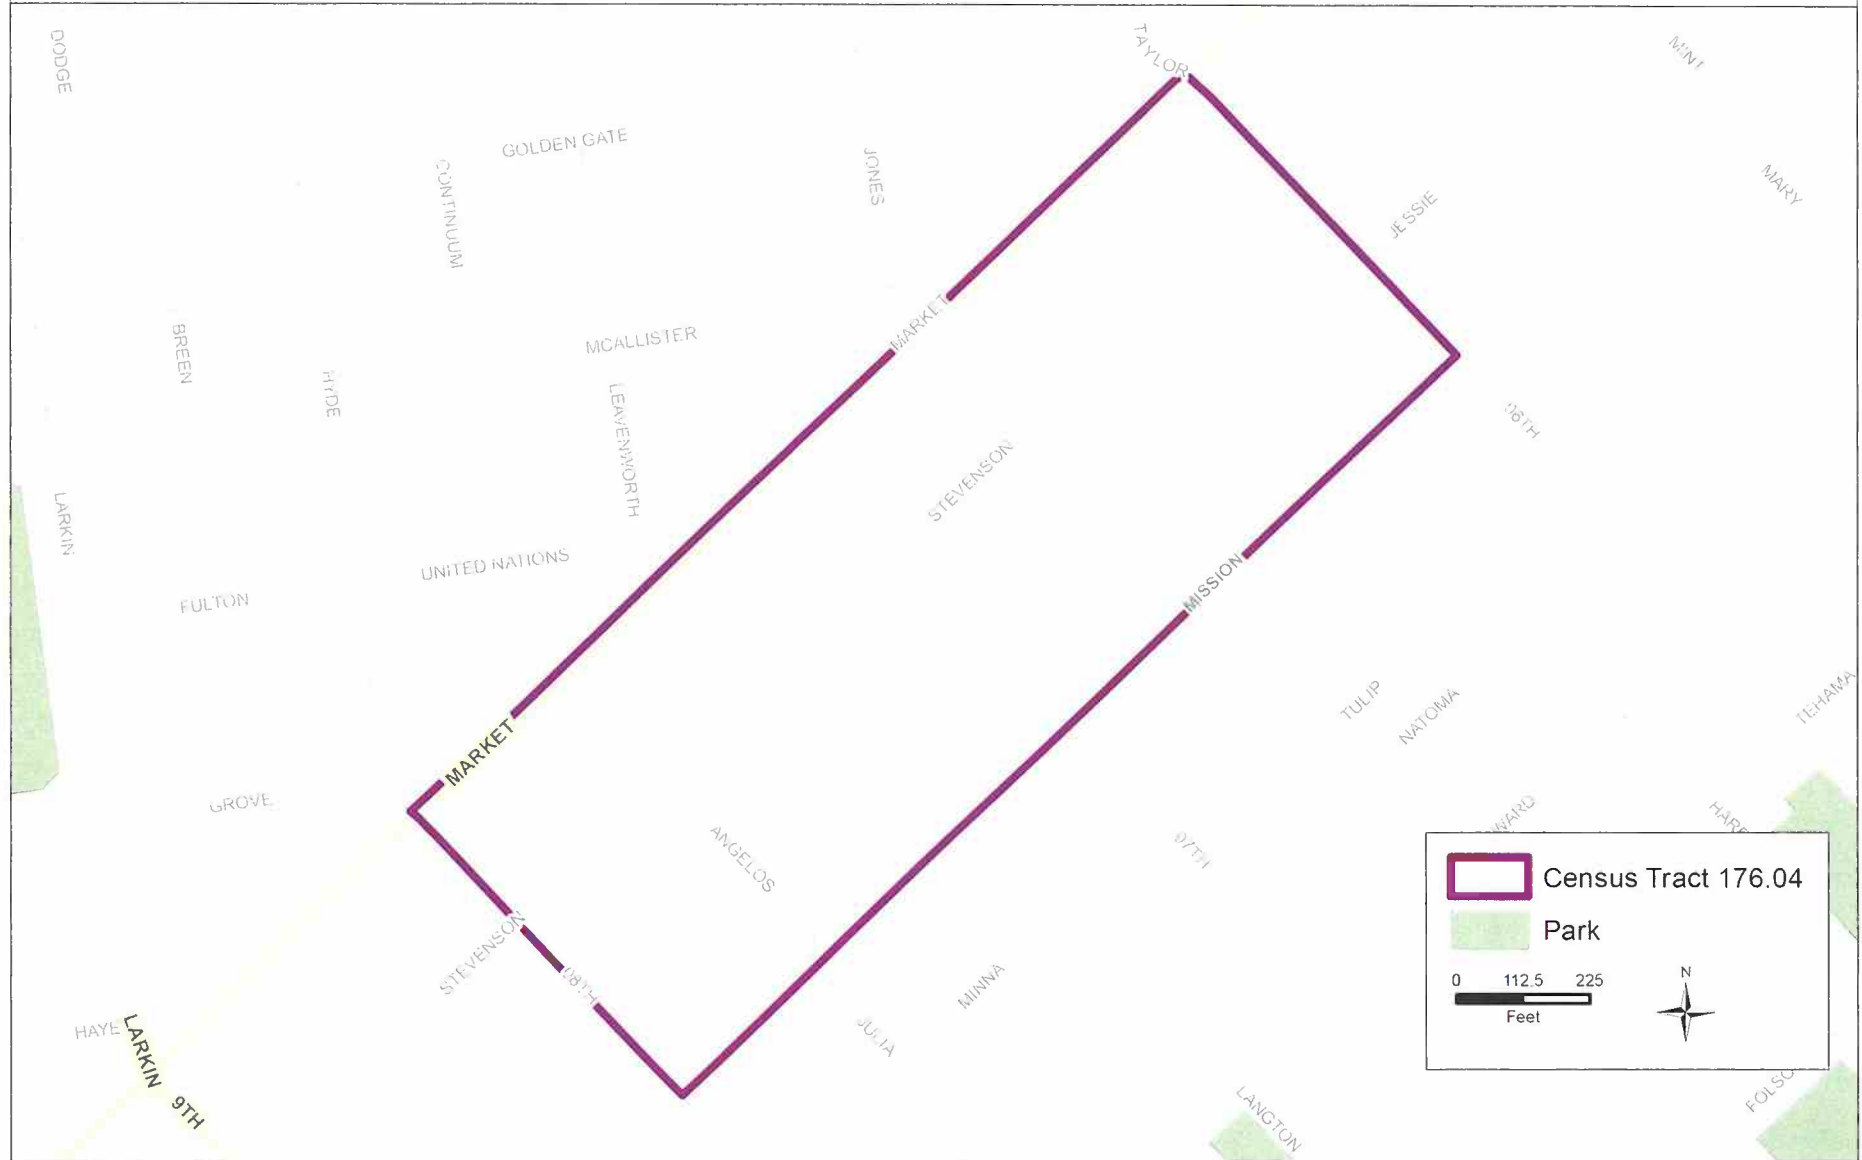 DODGE
TAYLOR
MINT
GOLDEN GATE
CONTINUUM
JONES
MARY
JESSIE
BREEN
HYDE
MCALLISTER
MARKET
LEAVENWORTH
06TH
LARKIN
STEVENSON
UNITED NATIONS
FULTON
MISSION
TULIP
NATOMA
TEHAMA
MARKET
GROVE
ANGELOS
07TH
STEVENSON
08TH
MINNA
JULIA
HAYE
LARKIN
9TH
LANGTON
Census Tract 176.04
Park
0 112.5 225
Feet
N